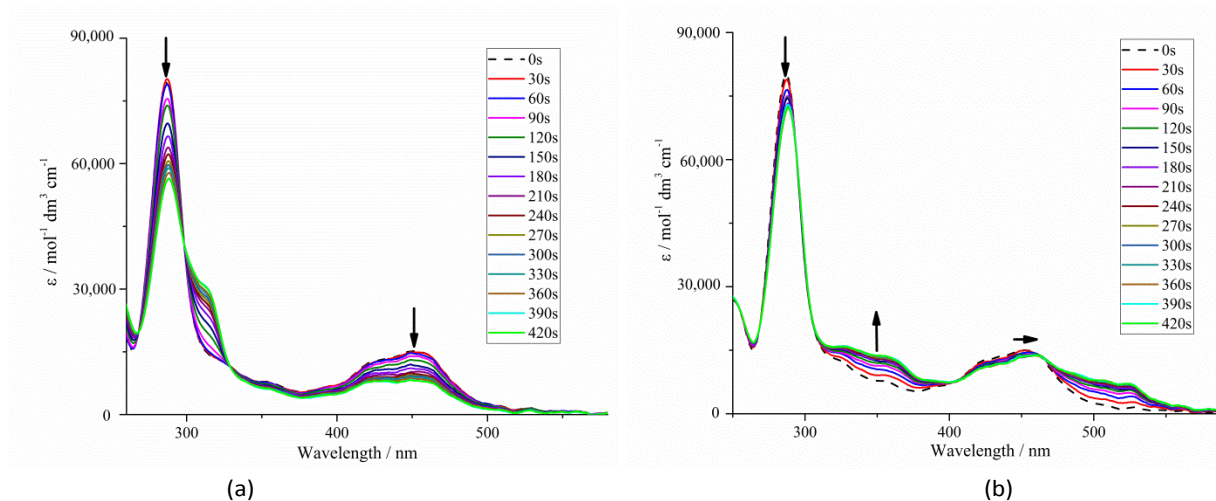 90,000
60,000
30,000
0
ε / mol⁻¹ dm³ cm⁻¹
300
400
500
Wavelength / nm
0s
30s
60s
90s
120s
150s
180s
210s
240s
270s
300s
330s
360s
390s
420s
(a)
90,000
60,000
30,000
0
ε / mol⁻¹ dm³ cm⁻¹
300
400
500
Wavelength / nm
0s
30s
60s
90s
120s
150s
180s
210s
240s
270s
300s
330s
360s
390s
420s
(b)